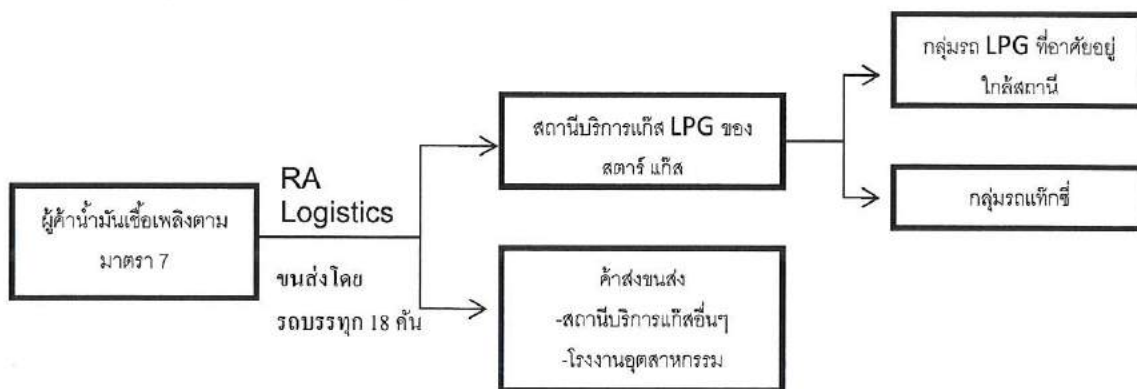 ผู้ค้าน้ำมันเชื้อเพลิงตาม
มาตรา 7
RA
Logistics
ขนส่งโดย
รถบรรทุก 18 คัน
สถานีบริการแก๊ส LPG ของ
สตาร์ แก๊ส
ค้าส่งขนส่ง
-สถานีบริการแก๊สอื่นๆ
-โรงงานอุตสาหกรรม
กลุ่มรถ LPG ที่อาศัยอยู่
ใกล้สถานี
กลุ่มรถแท๊กซี่